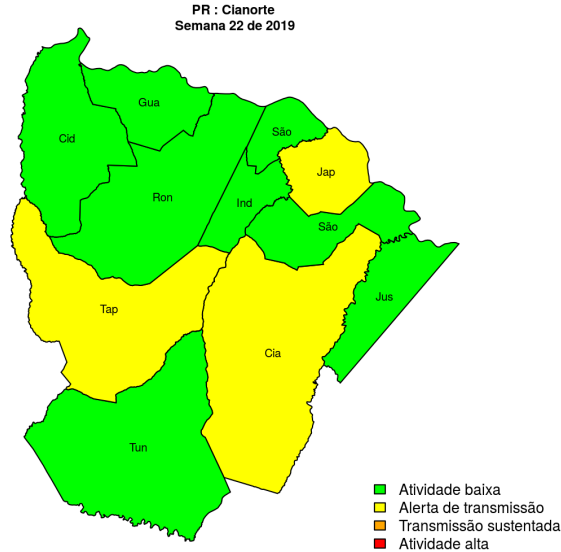 PR : Cianorte
Semana 22 de 2019
Gua
Cid
São
Jap
Ron
Ind
São
Jus
Tap
Cia
Tun
Atividade baixa
Alerta de transmissão
Transmissão sustentada
Atividade alta